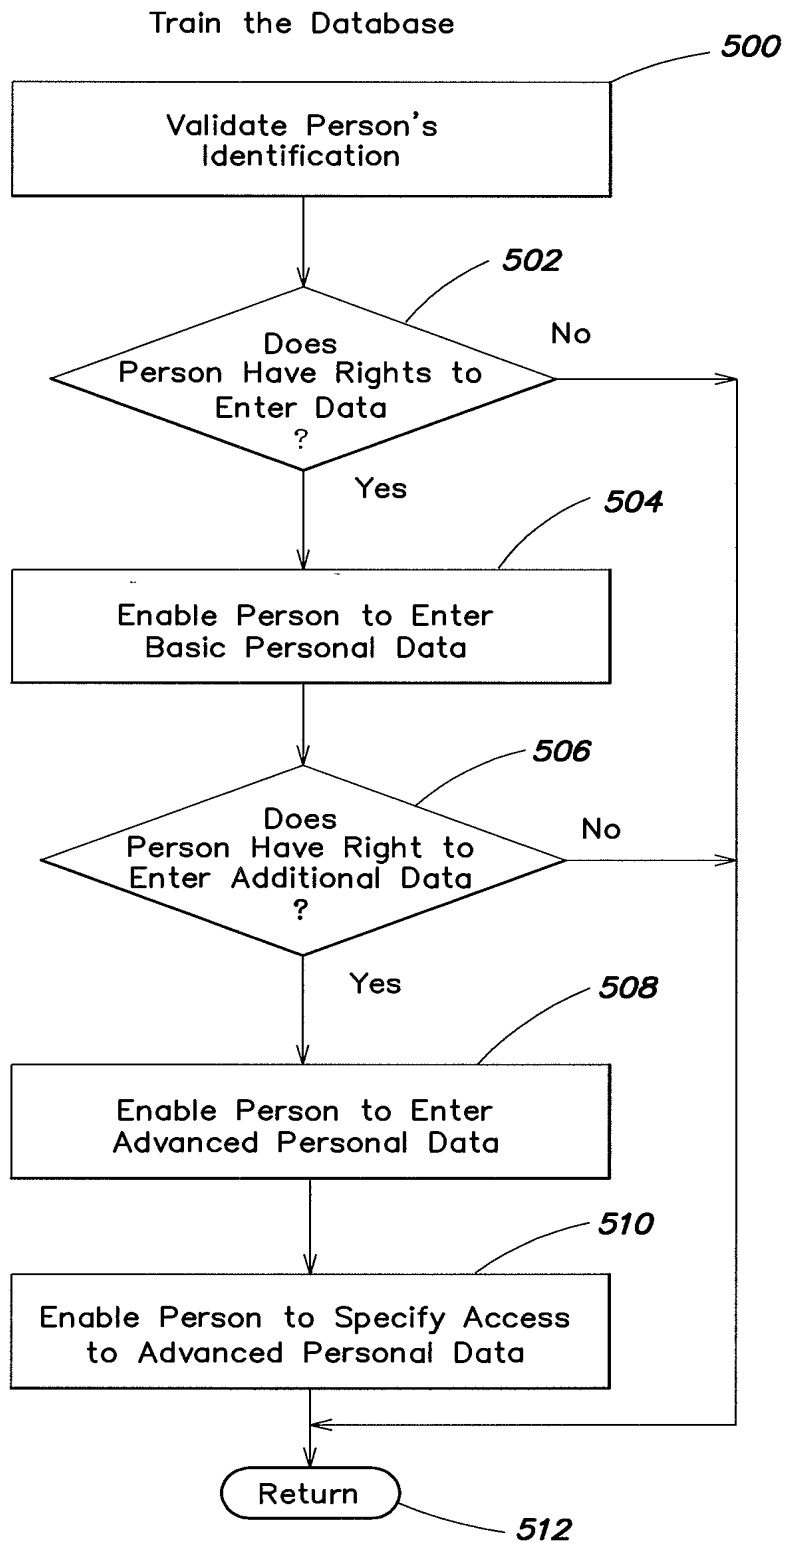 Train the Database
500
Validate Person's
Identification
502
No
Does
Person Have Rights to
Enter Data
?
Yes
504
Enable Person to Enter
Basic Personal Data
506
No
Does
Person Have Right to
Enter Additional Data
?
Yes
508
Enable Person to Enter
Advanced Personal Data
510
Enable Person to Specify Access
to Advanced Personal Data
Return
512